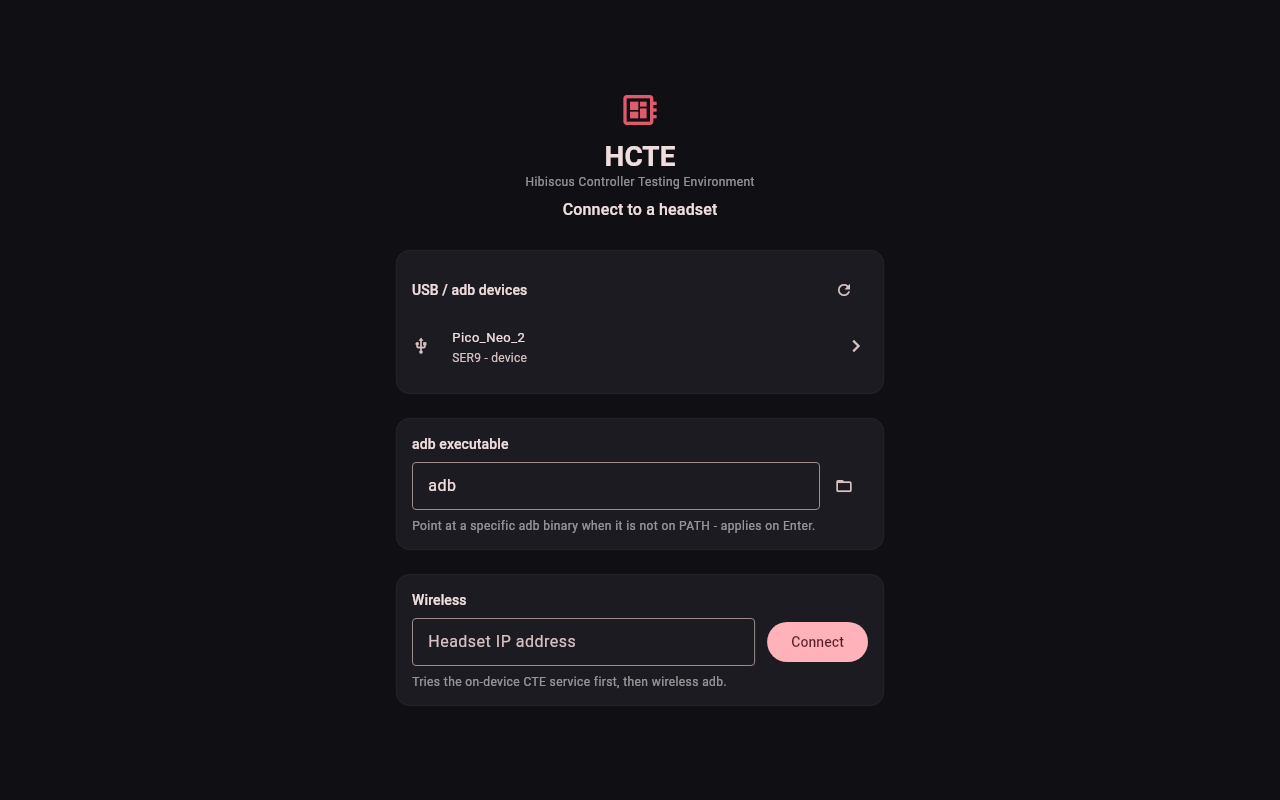 HCTE
Hibiscus Controller Testing Environment
Connect to a headset
USB / adb devices
Pico_Neo_2
SER9 - device
adb executable
adb
Point at a specific adb binary when it is not on PATH - applies on Enter.
Wireless
Headset IP address
Connect
Tries the on-device CTE service first, then wireless adb.